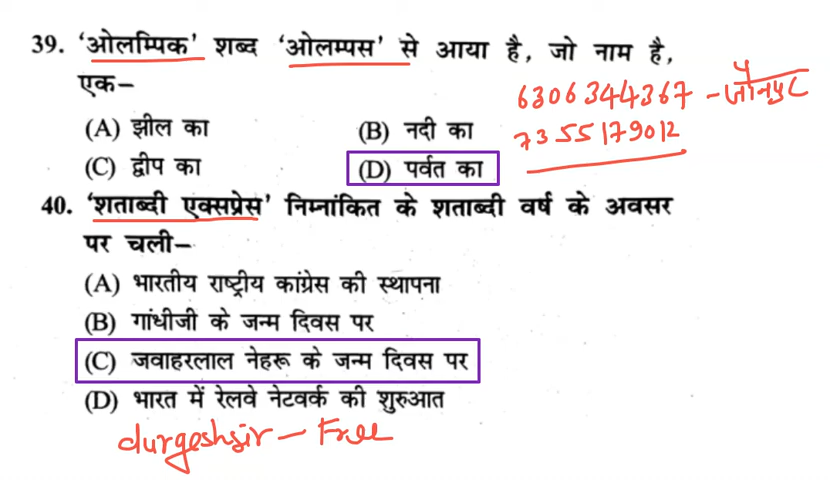 39. ‘ओलम्पिक’ शब्द ‘ओलम्पस’ से आया है, जो नाम है,
एक–
(A) झील का
(B) नदी का
(C) द्वीप का
(D) पर्वत का
6306344367 – जौनपुर
7355179012
40. ‘शताब्दी एक्सप्रेस’ निम्नांकित के शताब्दी वर्ष के अवसर
पर चली–
(A) भारतीय राष्ट्रीय कांग्रेस की स्थापना
(B) गांधीजी के जन्म दिवस पर
(C) जवाहरलाल नेहरू के जन्म दिवस पर
(D) भारत में रेलवे नेटवर्क की शुरुआत
durgeshsir – Free